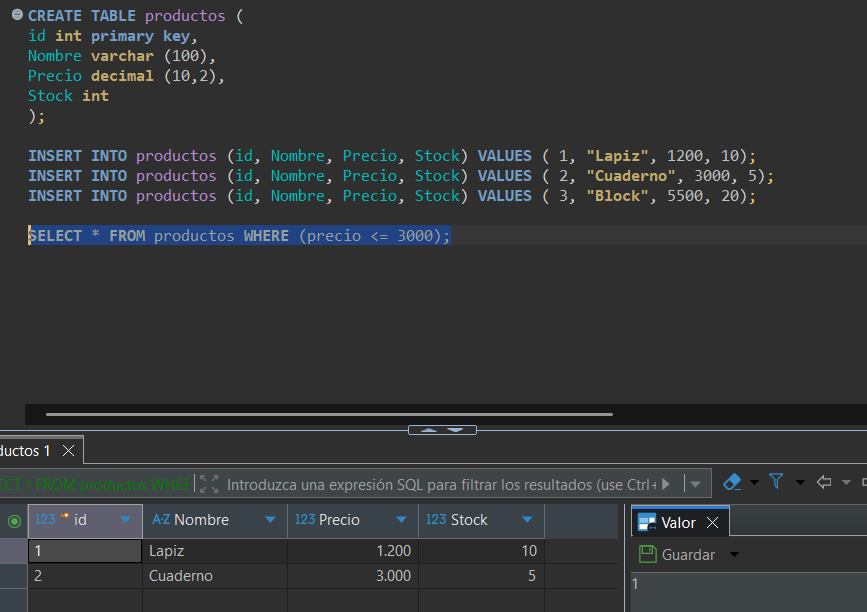 CREATE TABLE productos (
id int primary key,
Nombre varchar (100),
Precio decimal (10,2),
Stock int
);
INSERT INTO productos (id, Nombre, Precio, Stock) VALUES ( 1, "Lapiz", 1200, 10);
INSERT INTO productos (id, Nombre, Precio, Stock) VALUES ( 2, "Cuaderno", 3000, 5);
INSERT INTO productos (id, Nombre, Precio, Stock) VALUES ( 3, "Block", 5500, 20);
SELECT * FROM productos WHERE (precio <= 3000);
ductos 1
ECT * FROM productos WHERE Introduzca una expresión SQL para filtrar los resultados (use Ctrl+
123 id A-Z Nombre 123 Precio 123 Stock
1 Lapiz 1.200 10
2 Cuaderno 3.000 5
Valor
Guardar
1